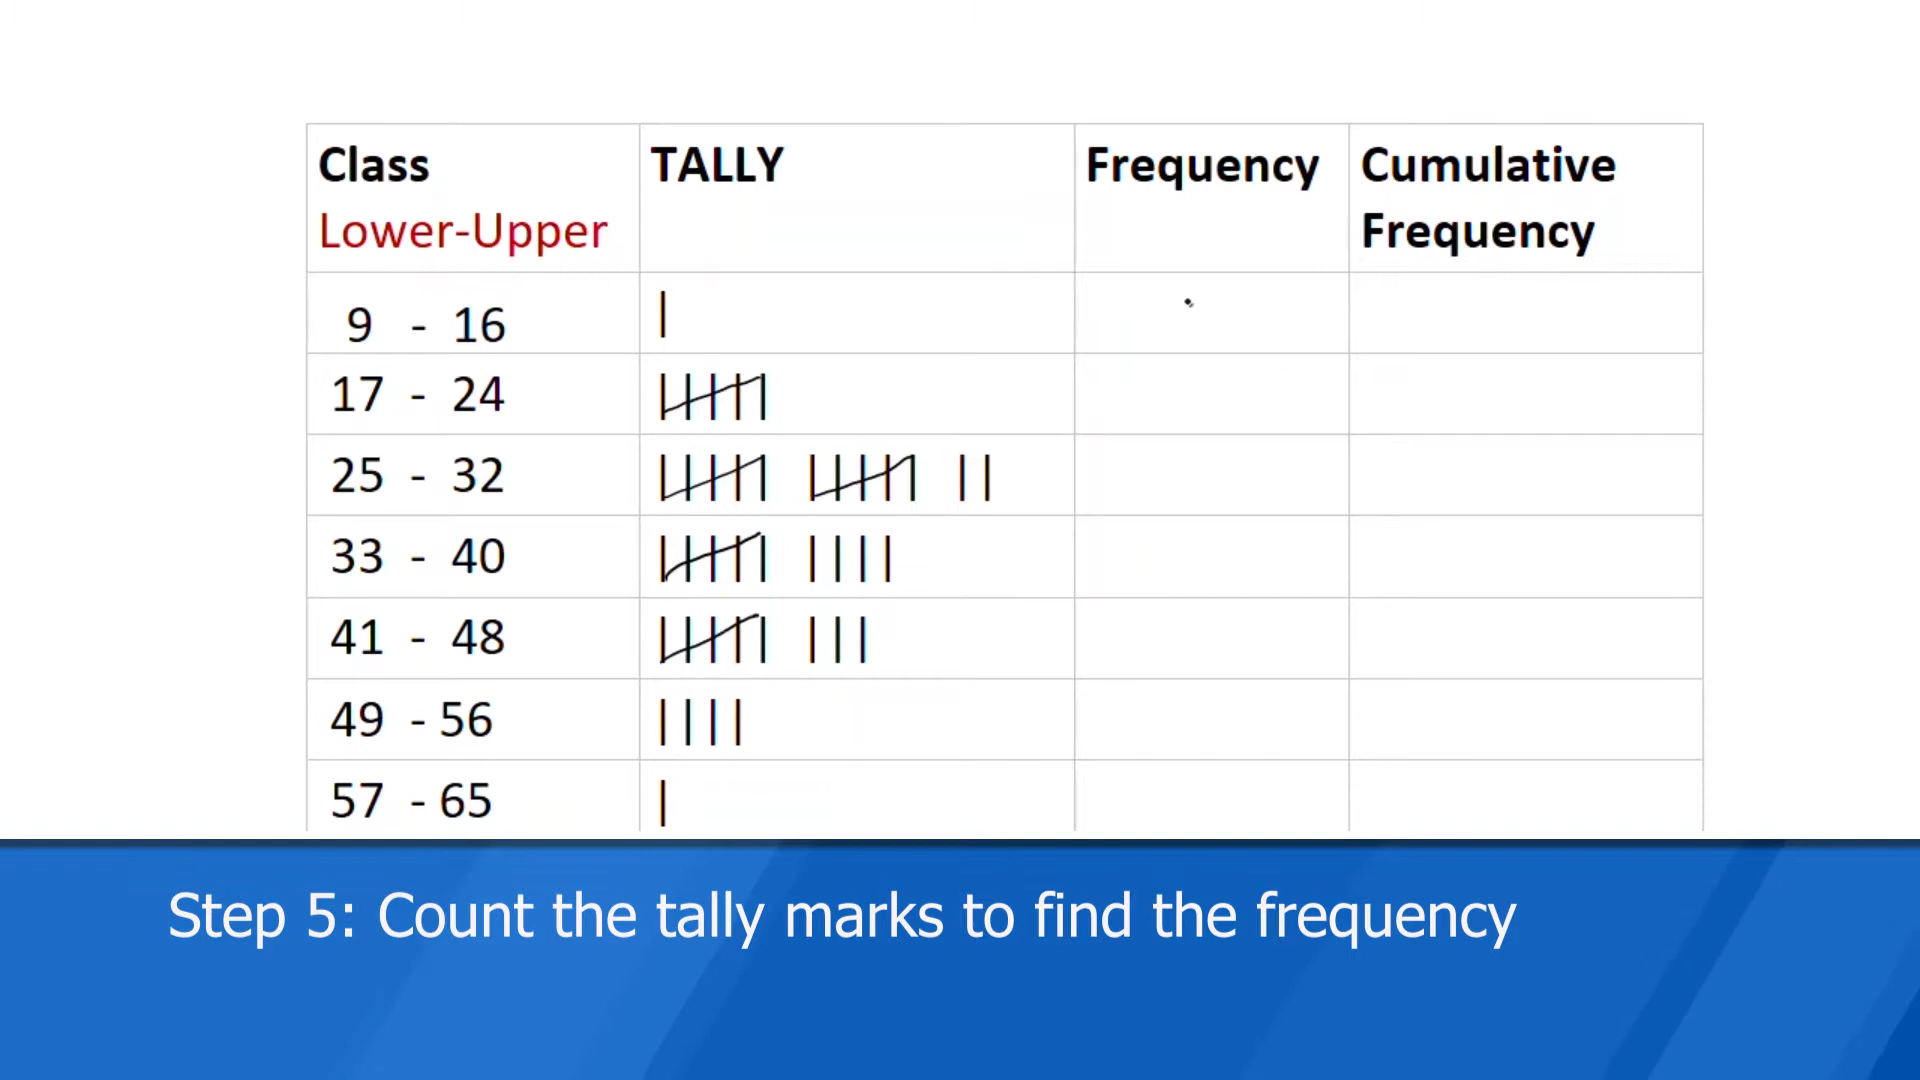 Class TALLY Frequency Cumulative
Lower-Upper Frequency
9 - 16 |
17 - 24 |||||
25 - 32 ||||| ||||| ||
33 - 40 ||||| ||||
41 - 48 ||||| |||
49 - 56 ||||
57 - 65 |
Step 5: Count the tally marks to find the frequency